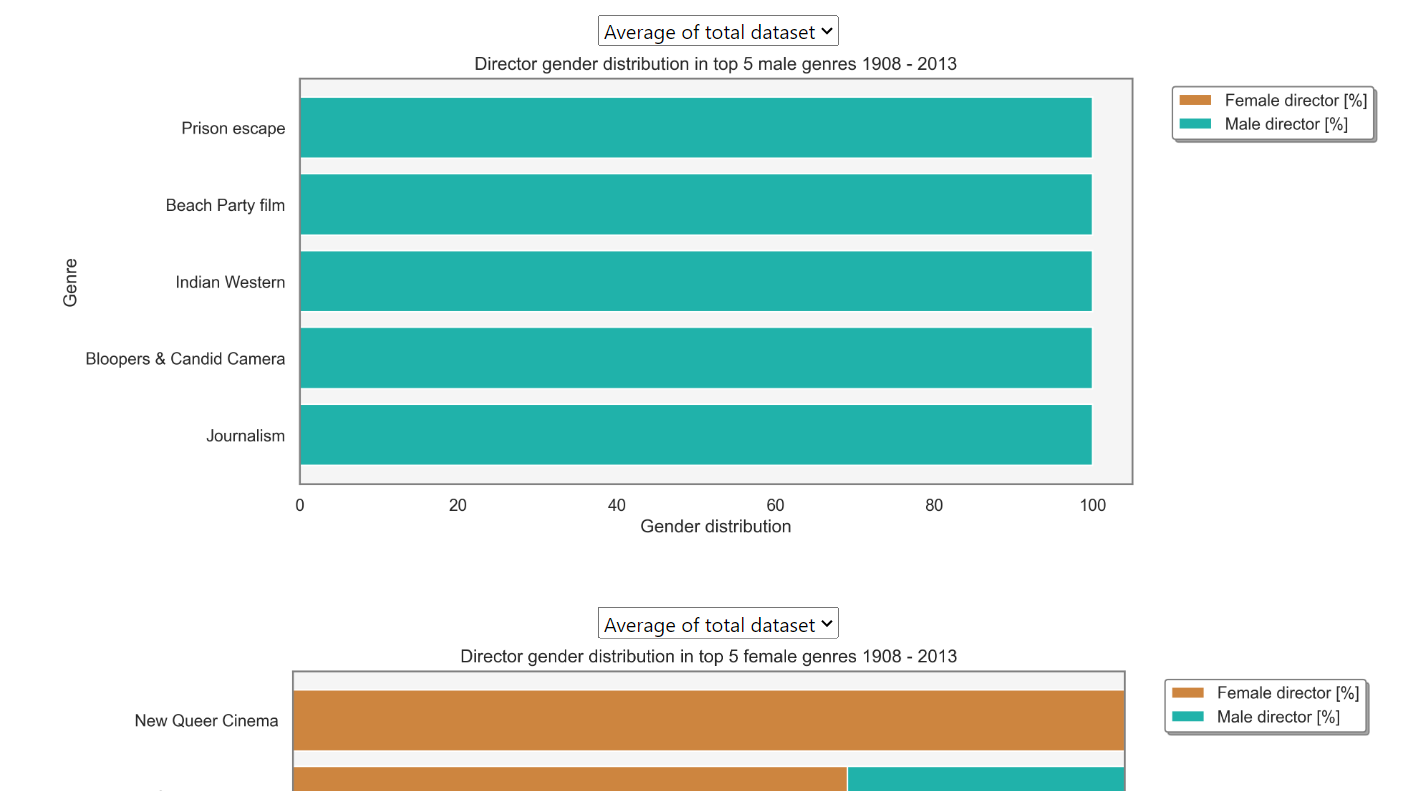 Average of total dataset
Director gender distribution in top 5 male genres 1908 - 2013
Female director [%]
Male director [%]
Prison escape
Beach Party film
Indian Western
Bloopers & Candid Camera
Journalism
Genre
0 20 40 60 80 100
Gender distribution
Average of total dataset
Director gender distribution in top 5 female genres 1908 - 2013
Female director [%]
Male director [%]
New Queer Cinema